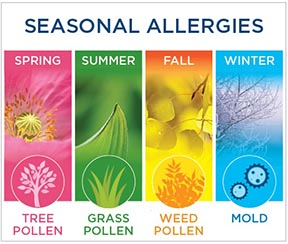 SEASONAL ALLERGIES
SPRING SUMMER FALL WINTER
TREE POLLEN GRASS POLLEN WEED POLLEN MOLD